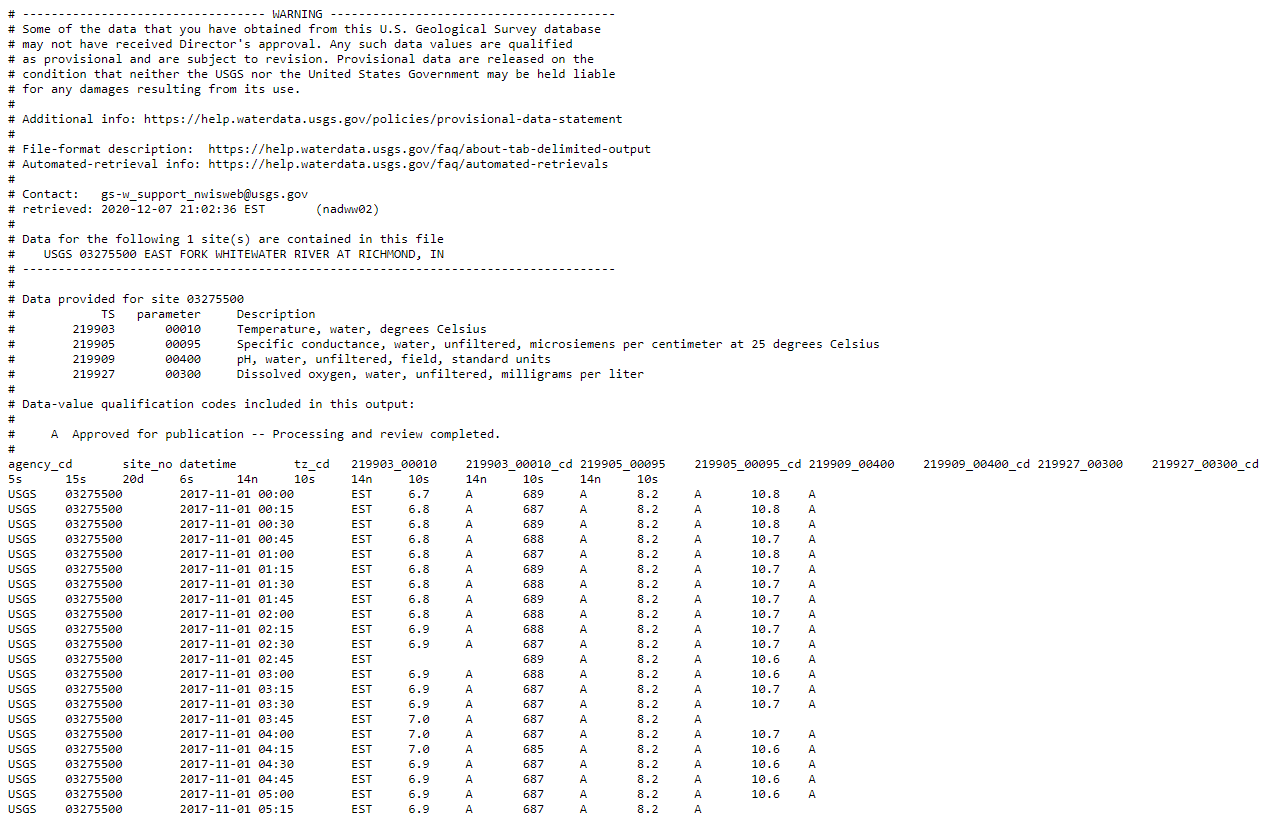 # ---------------------------------- WARNING ----------------------------------------
# Some of the data that you have obtained from this U.S. Geological Survey database
# may not have received Director's approval. Any such data values are qualified
# as provisional and are subject to revision. Provisional data are released on the
# condition that neither the USGS nor the United States Government may be held liable
# for any damages resulting from its use.
#
# Additional info: https://help.waterdata.usgs.gov/policies/provisional-data-statement
#
# File-format description:  https://help.waterdata.usgs.gov/faq/about-tab-delimited-output
# Automated-retrieval info: https://help.waterdata.usgs.gov/faq/automated-retrievals
#
# Contact:   gs-w_support_nwisweb@usgs.gov
# retrieved: 2020-12-07 21:02:36 EST       (nadww02)
#
# Data for the following 1 site(s) are contained in this file
#    USGS 03275500 EAST FORK WHITEWATER RIVER AT RICHMOND, IN
# -----------------------------------------------------------------------------------
#
# Data provided for site 03275500
#            TS   parameter     Description
#        219903       00010     Temperature, water, degrees Celsius
#        219905       00095     Specific conductance, water, unfiltered, microsiemens per centimeter at 25 degrees Celsius
#        219909       00400     pH, water, unfiltered, field, standard units
#        219927       00300     Dissolved oxygen, water, unfiltered, milligrams per liter
#
# Data-value qualification codes included in this output:
#
#     A  Approved for publication -- Processing and review completed.
#
agency_cd	site_no	datetime	tz_cd	219903_00010	219903_00010_cd	219905_00095	219905_00095_cd	219909_00400	219909_00400_cd	219927_00300	219927_00300_cd
5s	15s	20d	6s	14n	10s	14n	10s	14n	10s	14n	10s
USGS	03275500	2017-11-01 00:00	EST	6.7	A	689	A	8.2	A	10.8	A
USGS	03275500	2017-11-01 00:15	EST	6.8	A	687	A	8.2	A	10.8	A
USGS	03275500	2017-11-01 00:30	EST	6.8	A	689	A	8.2	A	10.8	A
USGS	03275500	2017-11-01 00:45	EST	6.8	A	688	A	8.2	A	10.7	A
USGS	03275500	2017-11-01 01:00	EST	6.8	A	687	A	8.2	A	10.8	A
USGS	03275500	2017-11-01 01:15	EST	6.8	A	689	A	8.2	A	10.7	A
USGS	03275500	2017-11-01 01:30	EST	6.8	A	688	A	8.2	A	10.7	A
USGS	03275500	2017-11-01 01:45	EST	6.8	A	689	A	8.2	A	10.7	A
USGS	03275500	2017-11-01 02:00	EST	6.8	A	688	A	8.2	A	10.7	A
USGS	03275500	2017-11-01 02:15	EST	6.9	A	688	A	8.2	A	10.7	A
USGS	03275500	2017-11-01 02:30	EST	6.9	A	687	A	8.2	A	10.7	A
USGS	03275500	2017-11-01 02:45	EST			689	A	8.2	A	10.6	A
USGS	03275500	2017-11-01 03:00	EST	6.9	A	688	A	8.2	A	10.6	A
USGS	03275500	2017-11-01 03:15	EST	6.9	A	687	A	8.2	A	10.7	A
USGS	03275500	2017-11-01 03:30	EST	6.9	A	687	A	8.2	A	10.7	A
USGS	03275500	2017-11-01 03:45	EST	7.0	A	687	A	8.2	A
USGS	03275500	2017-11-01 04:00	EST	7.0	A	687	A	8.2	A	10.7	A
USGS	03275500	2017-11-01 04:15	EST	7.0	A	685	A	8.2	A	10.6	A
USGS	03275500	2017-11-01 04:30	EST	6.9	A	687	A	8.2	A	10.6	A
USGS	03275500	2017-11-01 04:45	EST	6.9	A	687	A	8.2	A	10.6	A
USGS	03275500	2017-11-01 05:00	EST	6.9	A	687	A	8.2	A	10.6	A
USGS	03275500	2017-11-01 05:15	EST	6.9	A	687	A	8.2	A